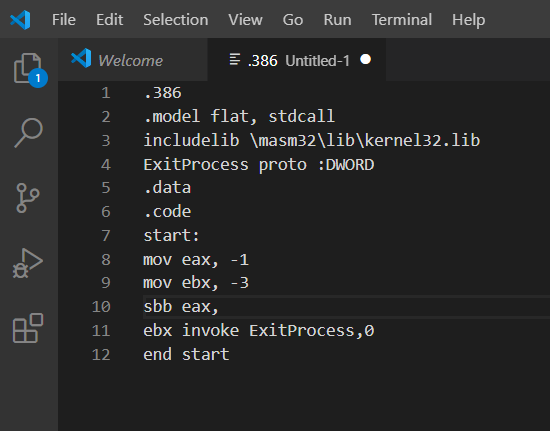 File Edit Selection View Go Run Terminal Help
Welcome .386 Untitled-1
1
1 .386
2 .model flat, stdcall
3 includelib \masm32\lib\kernel32.lib
4 ExitProcess proto :DWORD
5 .data
6 .code
7 start:
8 mov eax, -1
9 mov ebx, -3
10 sbb eax,
11 ebx invoke ExitProcess,0
12 end start